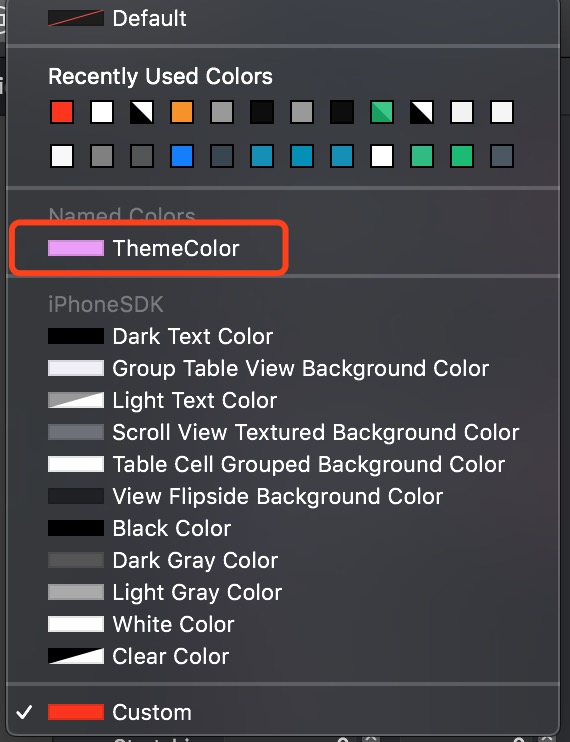 Default
Recently Used Colors
Named Colors
ThemeColor
iPhoneSDK
Dark Text Color
Group Table View Background Color
Light Text Color
Scroll View Textured Background Color
Table Cell Grouped Background Color
View Flipside Background Color
Black Color
Dark Gray Color
Light Gray Color
White Color
Clear Color
Custom